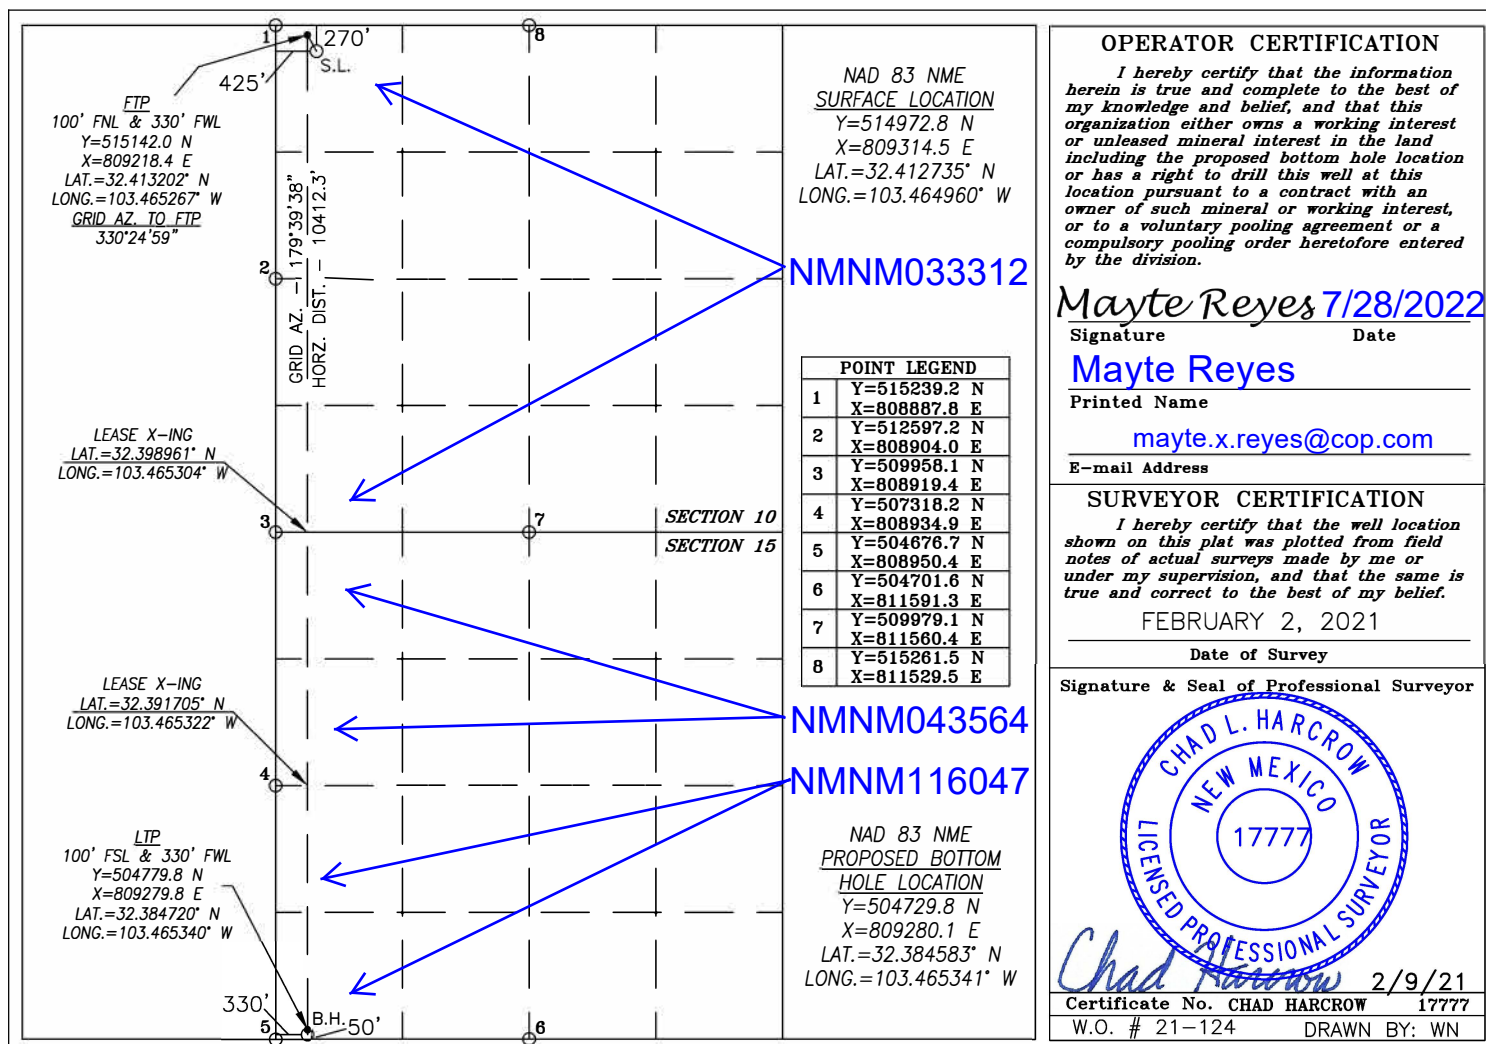 1
270'
8
S.L.
425'
FTP
100' FNL & 330' FWL
Y=515142.0 N
X=809218.4 E
LAT.=32.413202° N
LONG.=103.465267° W
GRID AZ. TO FTP
330°24'59"
GRID AZ. -179°39'38"
HORZ. DIST. - 10412.3'
2
LEASE X-ING
LAT.=32.398961° N
LONG.=103.465304° W
3
7
SECTION 10
SECTION 15
LEASE X-ING
LAT.=32.391705° N
LONG.=103.465322° W
4
LTP
100' FSL & 330' FWL
Y=504779.8 N
X=809279.8 E
LAT.=32.384720° N
LONG.=103.465340° W
330'
B.H.
5
50'
6
NAD 83 NME
SURFACE LOCATION
Y=514972.8 N
X=809314.5 E
LAT.=32.412735° N
LONG.=103.464960° W
NMNM033312
POINT LEGEND
1 Y=515239.2 N
X=808887.8 E
2 Y=512597.2 N
X=808904.0 E
3 Y=509958.1 N
X=808919.4 E
4 Y=507318.2 N
X=808934.9 E
5 Y=504676.7 N
X=808950.4 E
6 Y=504701.6 N
X=811591.3 E
7 Y=509979.1 N
X=811560.4 E
8 Y=515261.5 N
X=811529.5 E
NMNM043564
NMNM116047
NAD 83 NME
PROPOSED BOTTOM
HOLE LOCATION
Y=504729.8 N
X=809280.1 E
LAT.=32.384583° N
LONG.=103.465341° W
OPERATOR CERTIFICATION
I hereby certify that the information
herein is true and complete to the best of
my knowledge and belief, and that this
organization either owns a working interest
or unleased mineral interest in the land
including the proposed bottom hole location
or has a right to drill this well at this
location pursuant to a contract with an
owner of such mineral or working interest,
or to a voluntary pooling agreement or a
compulsory pooling order heretofore entered
by the division.
Mayte Reyes 7/28/2022
Signature Date
Mayte Reyes
Printed Name
mayte.x.reyes@cop.com
E-mail Address
SURVEYOR CERTIFICATION
I hereby certify that the well location
shown on this plat was plotted from field
notes of actual surveys made by me or
under my supervision, and that the same is
true and correct to the best of my belief.
FEBRUARY 2, 2021
Date of Survey
Signature & Seal of Professional Surveyor
CHAD L. HARCROW
NEW MEXICO
17777
LICENSED PROFESSIONAL SURVEYOR
Chad Harcrow 2/9/21
Certificate No. CHAD HARCROW 17777
W.O. # 21-124 DRAWN BY: WN